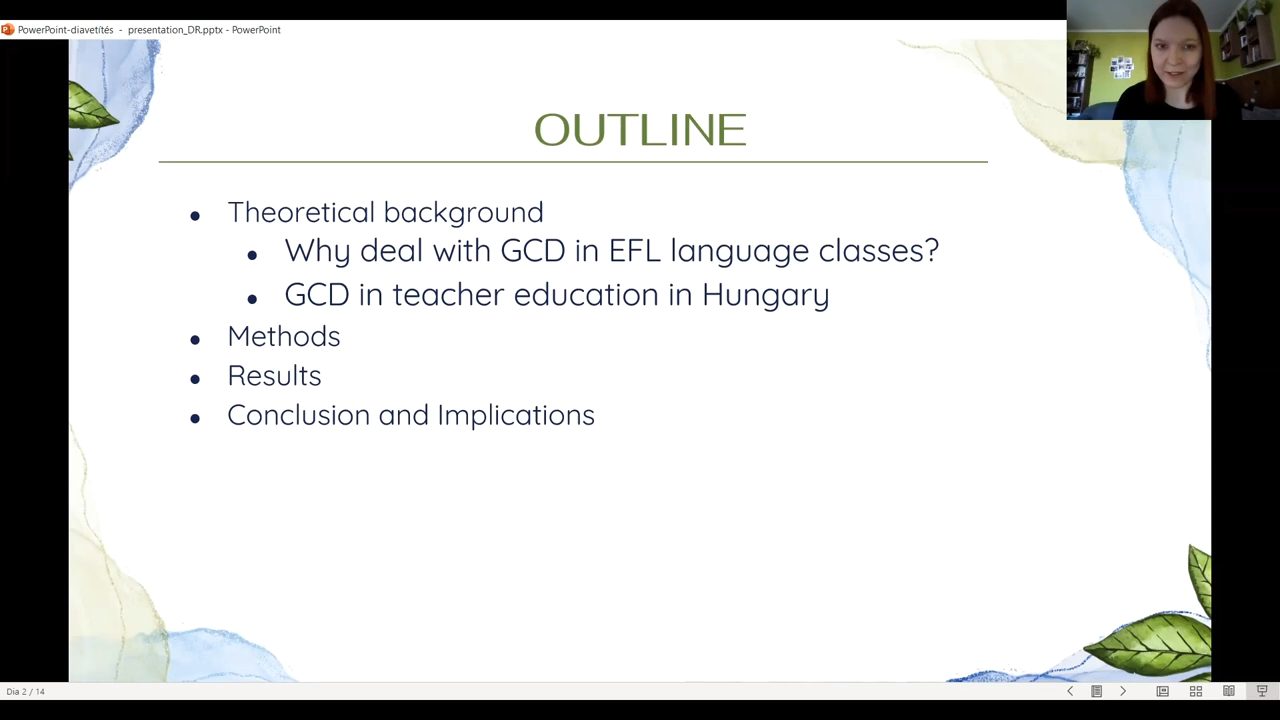 PowerPoint-diavetítés - presentation_DR.pptx - PowerPoint
OUTLINE
• Theoretical background
• Why deal with GCD in EFL language classes?
• GCD in teacher education in Hungary
• Methods
• Results
• Conclusion and Implications
Dia 2 / 14